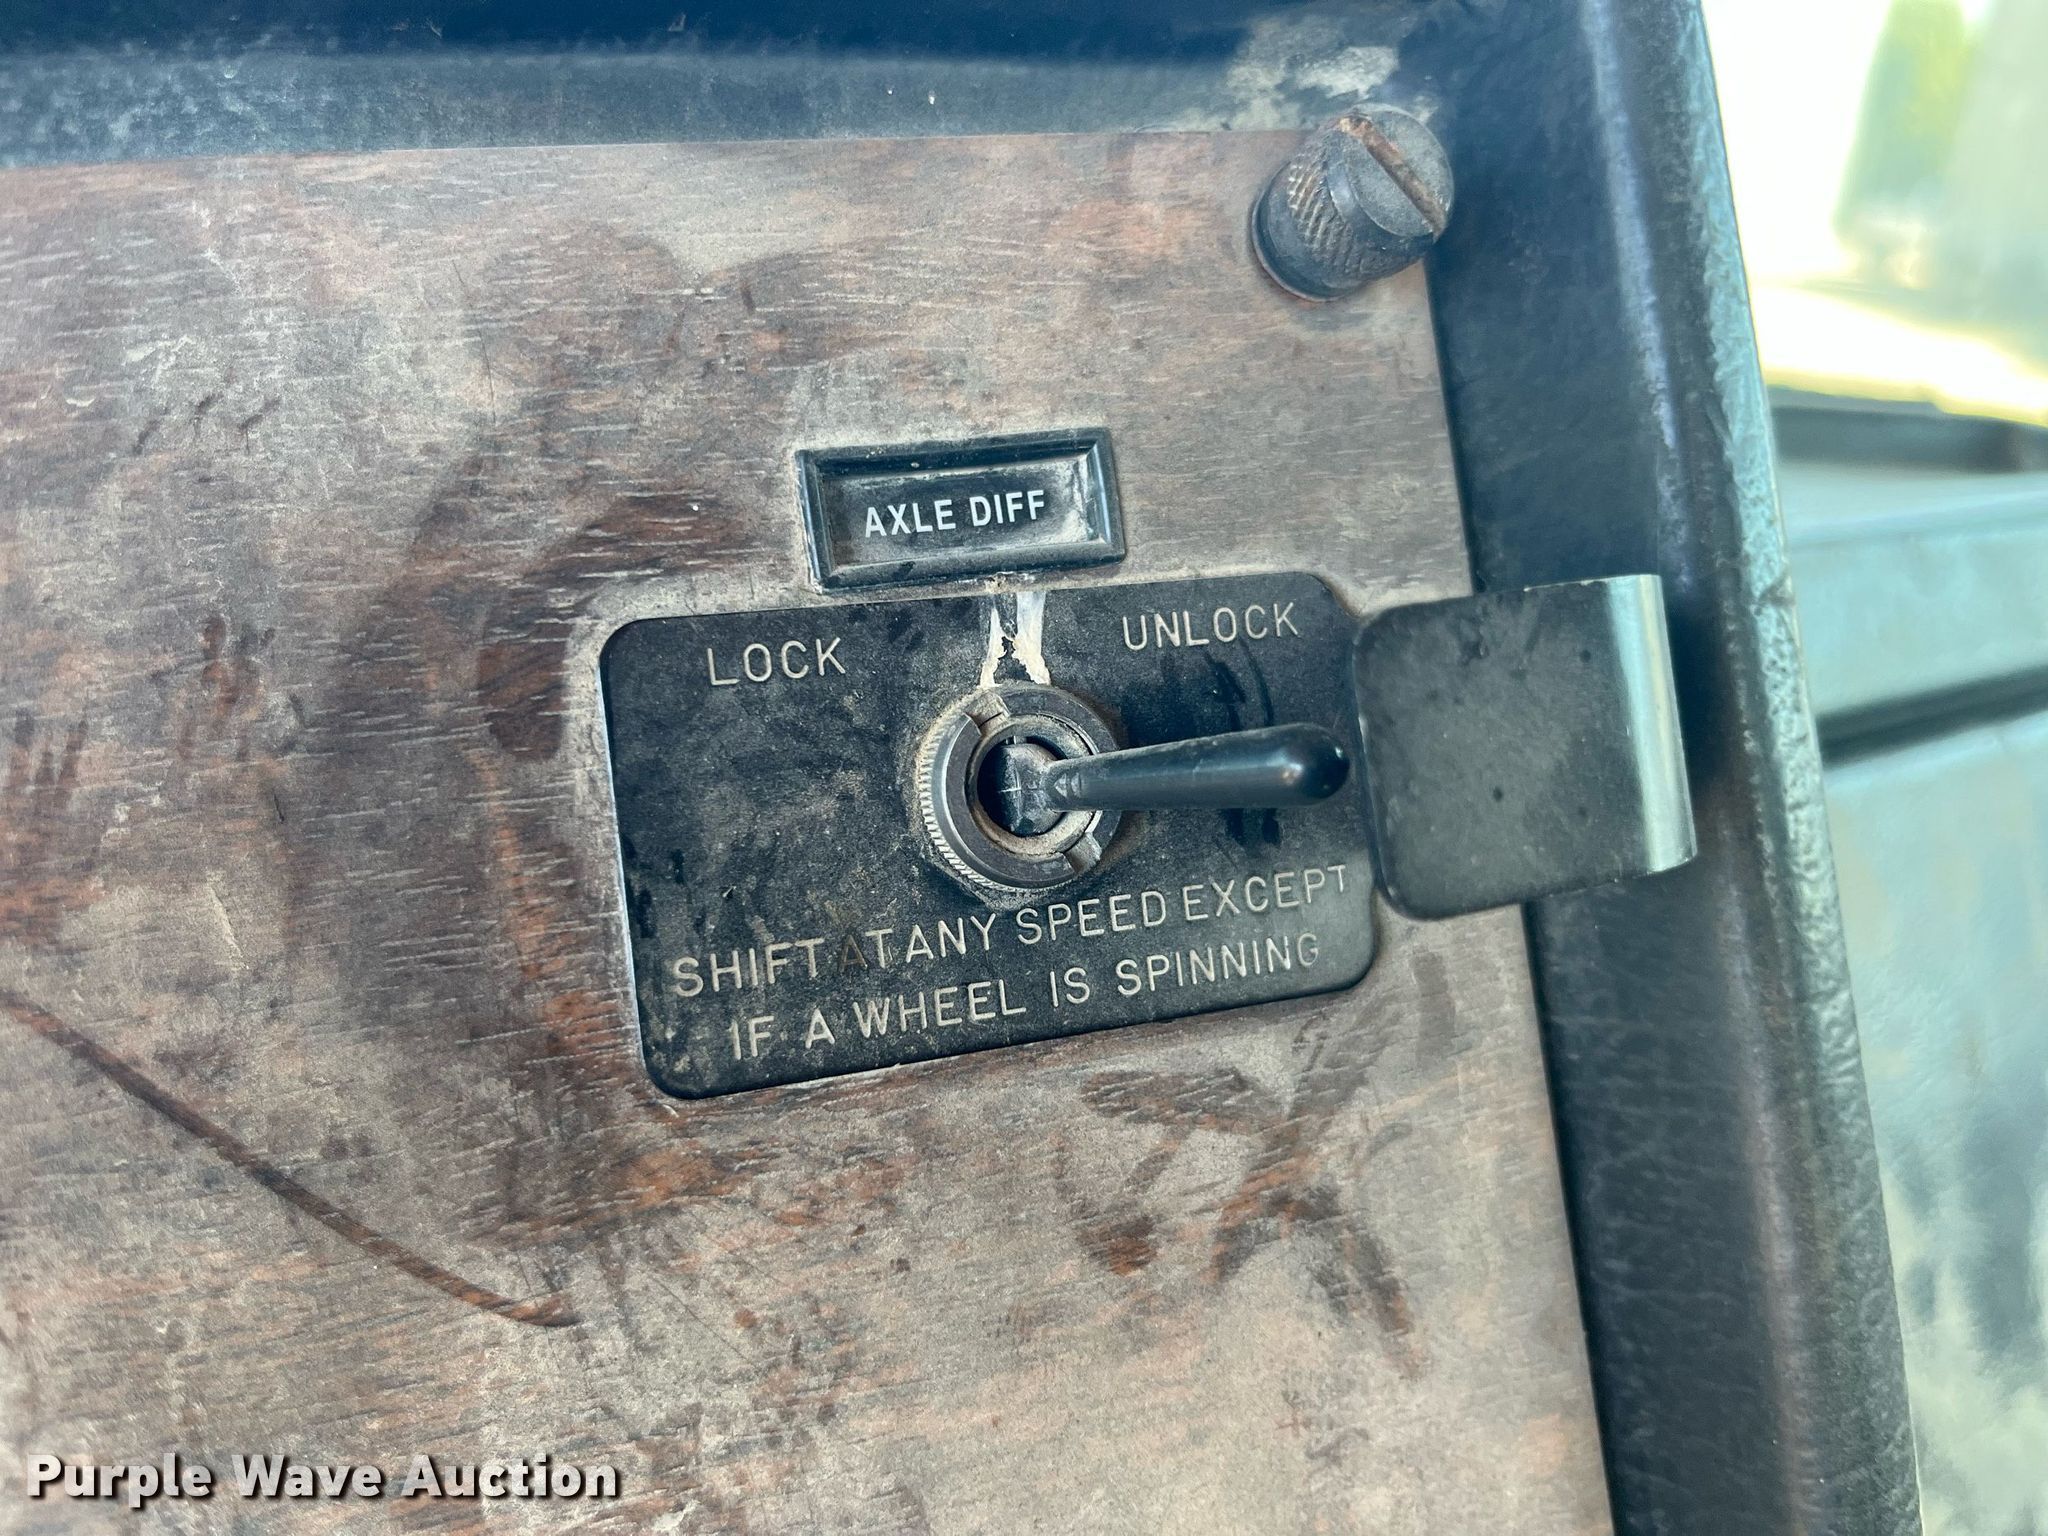 AXLE DIFF
LOCK UNLOCK
SHIFT AT ANY SPEED EXCEPT
IF A WHEEL IS SPINNING
Purple Wave Auction